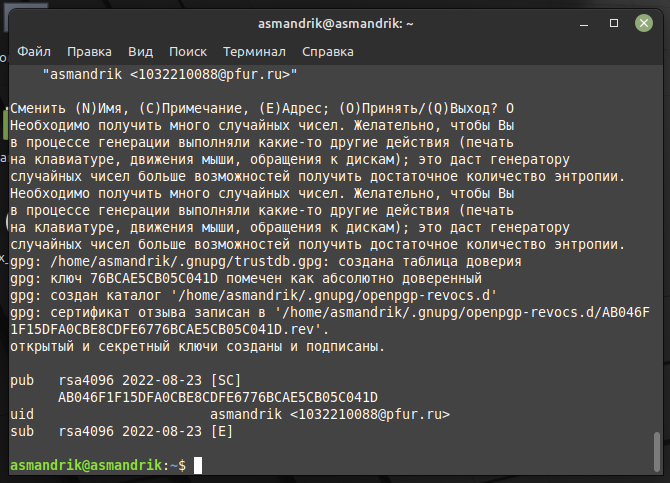 asmandrik@asmandrik: ~
Файл Правка Вид Поиск Терминал Справка
"asmandrik <1032210088@pfur.ru>"
Сменить (N)Имя, (C)Примечание, (E)Адрес; (O)Принять/(Q)Выход? O
Необходимо получить много случайных чисел. Желательно, чтобы Вы
в процессе генерации выполняли какие-то другие действия (печать
на клавиатуре, движения мыши, обращения к дискам); это даст генератору
случайных чисел больше возможностей получить достаточное количество энтропии.
Необходимо получить много случайных чисел. Желательно, чтобы Вы
в процессе генерации выполняли какие-то другие действия (печать
на клавиатуре, движения мыши, обращения к дискам); это даст генератору
случайных чисел больше возможностей получить достаточное количество энтропии.
gpg: /home/asmandrik/.gnupg/trustdb.gpg: создана таблица доверия
gpg: ключ 76BCAE5CB05C041D помечен как абсолютно доверенный
gpg: создан каталог '/home/asmandrik/.gnupg/openpgp-revocs.d'
gpg: сертификат отзыва записан в '/home/asmandrik/.gnupg/openpgp-revocs.d/AB046F
1F15DFA0CBE8CDFE6776BCAE5CB05C041D.rev'.
открытый и секретный ключи созданы и подписаны.
pub rsa4096 2022-08-23 [SC]
AB046F1F15DFA0CBE8CDFE6776BCAE5CB05C041D
uid asmandrik <1032210088@pfur.ru>
sub rsa4096 2022-08-23 [E]
asmandrik@asmandrik:~$